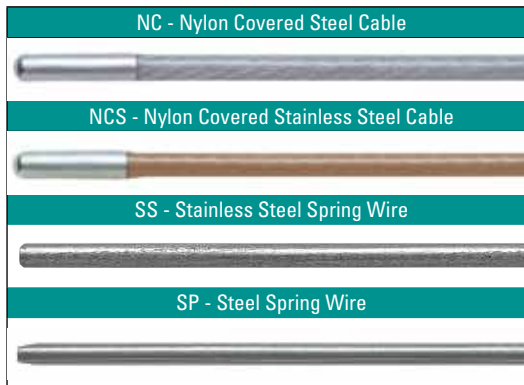 NC - Nylon Covered Steel Cable
NCS - Nylon Covered Stainless Steel Cable
SS - Stainless Steel Spring Wire
SP - Steel Spring Wire